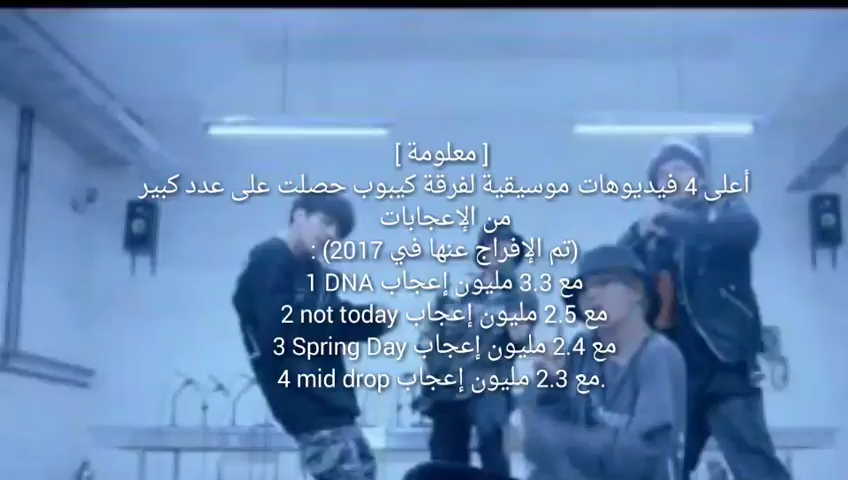 [ معلومة ]
أعلى 4 فيديوهات موسيقية لفرقة كيبوب حصلت على عدد كبير
من الإعجابات
(تم الإفراج عنها في 2017) :
1 DNA مع 3.3 مليون إعجاب
2 not today مع 2.5 مليون إعجاب
3 Spring Day مع 2.4 مليون إعجاب
4 mid drop مع 2.3 مليون إعجاب.